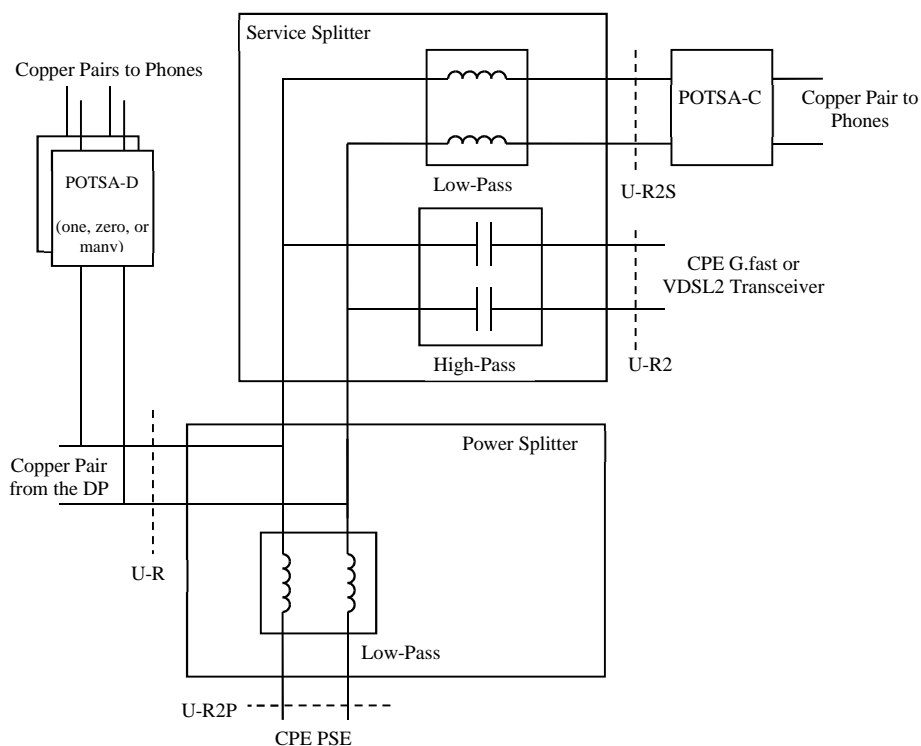 Service Splitter
Copper Pairs to Phones
POTSA-C
Copper Pair to
Phones
POTSA-D
(one, zero, or
many)
Low-Pass
U-R2S
CPE G.fast or
VDSL2 Transceiver
High-Pass
U-R2
Power Splitter
Copper Pair
from the DP
U-R
Low-Pass
U-R2P
CPE PSE